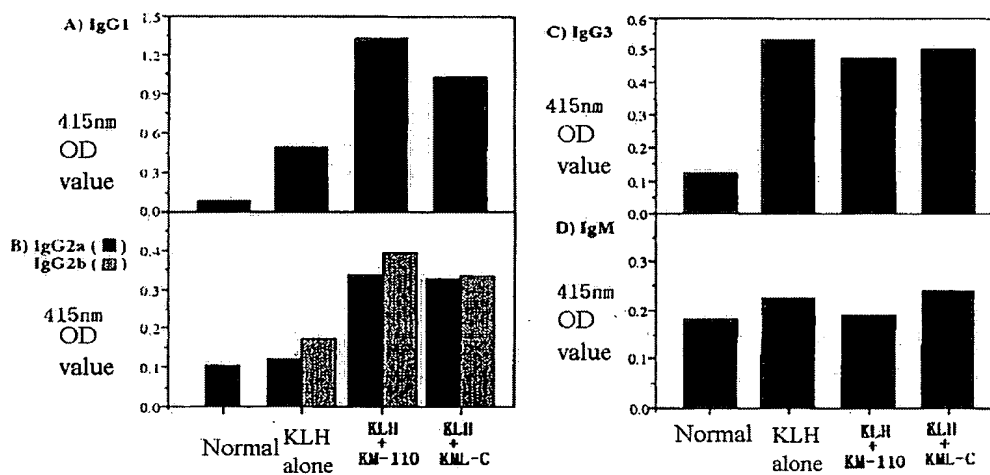 A) IgG1
1.5
1.2
0.9
0.6
0.3
0.0
415nm
OD
value
B) IgG2a (■)
IgG2b (▒)
0.4
0.3
0.2
0.1
0.0
415nm
OD
value
Normal
KLH
alone
KLH
+
KM-110
KLH
+
KML-C
C) IgG3
0.6
0.5
0.4
0.3
0.2
0.1
0.0
415nm
OD
value
D) IgM
0.3
0.2
0.1
0.0
415nm
OD
value
Normal
KLH
alone
KLH
+
KM-110
KLH
+
KML-C